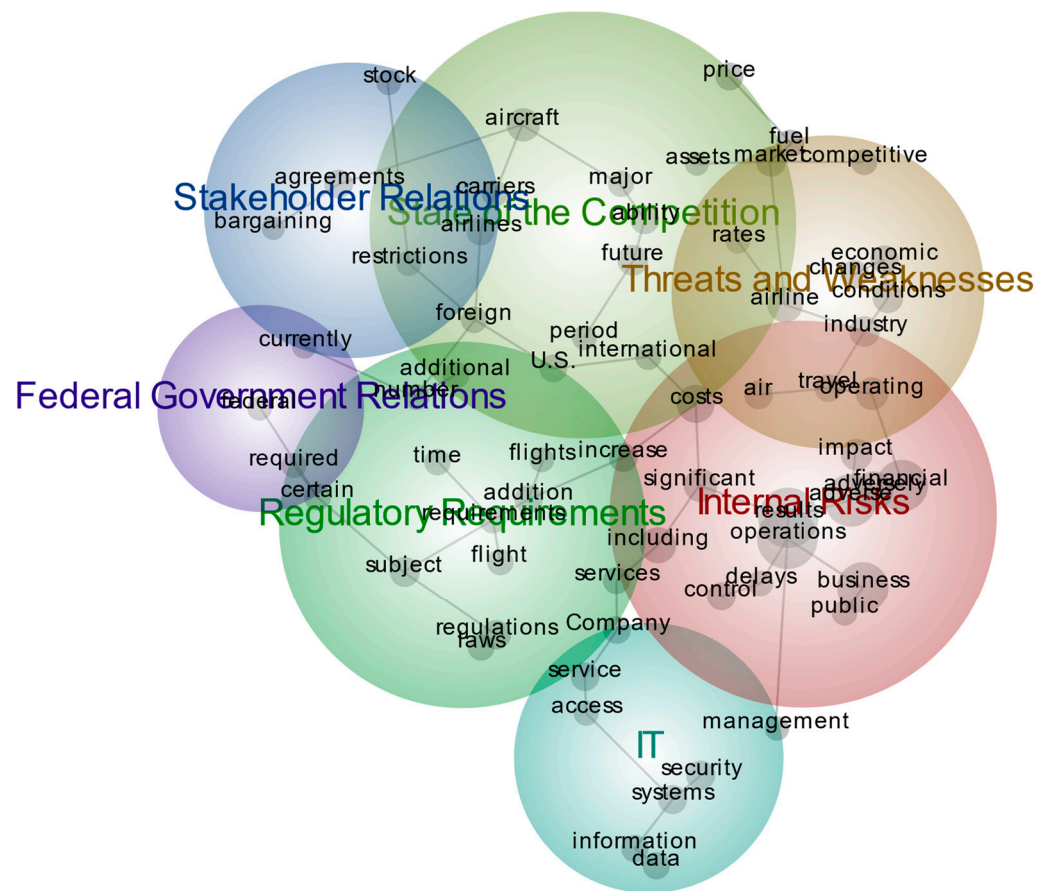 stock
price
aircraft
fuel
assets
market
competitive
agreements
carriers
major
Stakeholder Relations
State of the Competition
ability
bargaining
airlines
rates
restrictions
future
economic
changes
Threats and Weaknesses
conditions
airline
foreign
industry
currently
period
international
U.S.
additional
number
travel
air
operating
costs
Federal Government Relations
federal
time
flights
increase
impact
required
significant
financial
adversely
certain
addition
adverse
Internal Risks
requirements
Regulatory Requirements
results
including
operations
flight
subject
services
delays
business
control
public
regulations
Company
laws
service
access
management
IT
security
systems
information
data